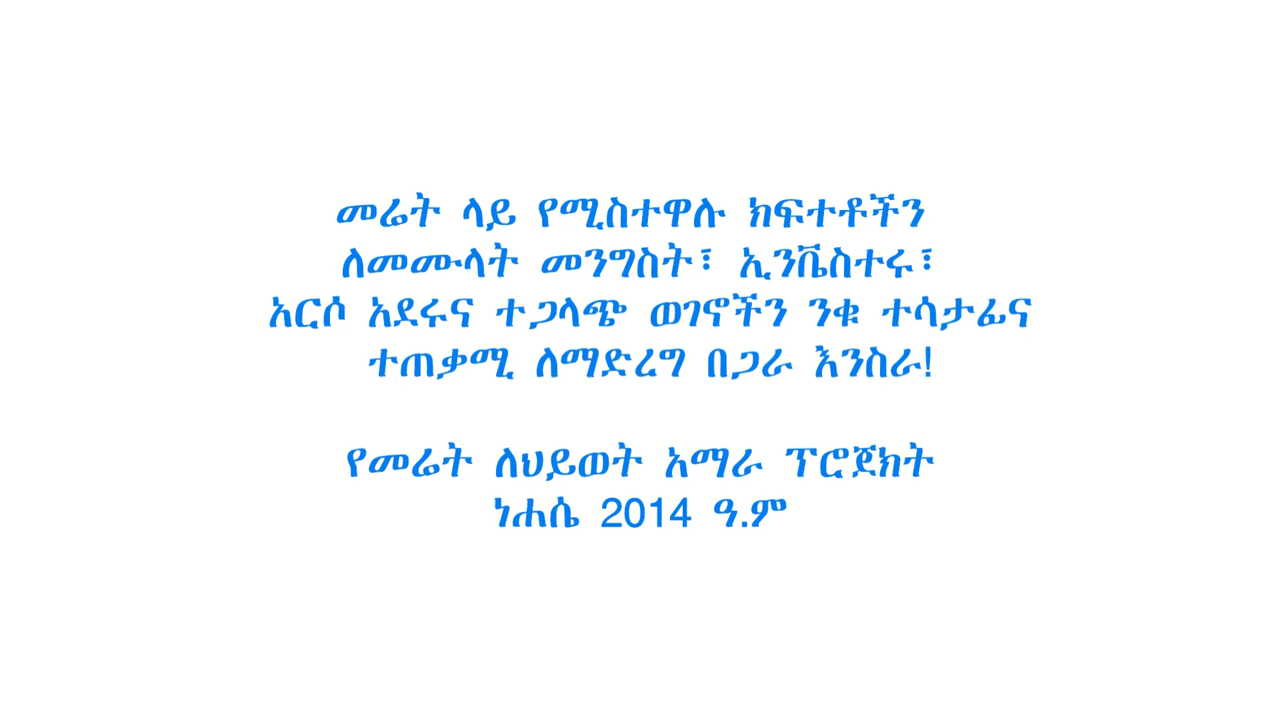 መሬት ላይ የሚስተዋሉ ክፍተቶችን
ለመሙላት መንግስት፣ ኢንቬስተሩ፣
አርሶ አደሩና ተጋላጭ ወገኖችን ንቁ ተሳታፊና
ተጠቃሚ ለማድረግ በጋራ እንስራ!
የመሬት ለህይወት አማራ ፕሮጀክት
ነሐሴ 2014 ዓ.ም